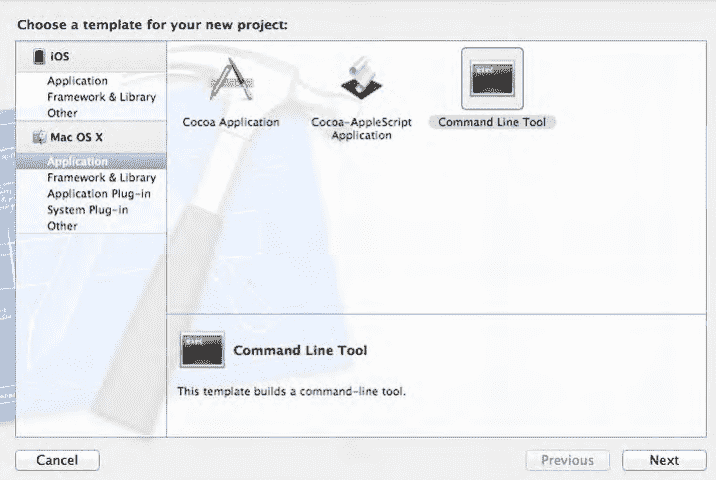 Choose a template for your new project:
iOS
Application
Framework & Library
Other
Mac OS X
Application
Framework & Library
Application Plug-in
System Plug-in
Other
Cocoa Application
Cocoa-AppleScript
Application
Command Line Tool
Command Line Tool
This template builds a command-line tool.
Cancel
Previous
Next